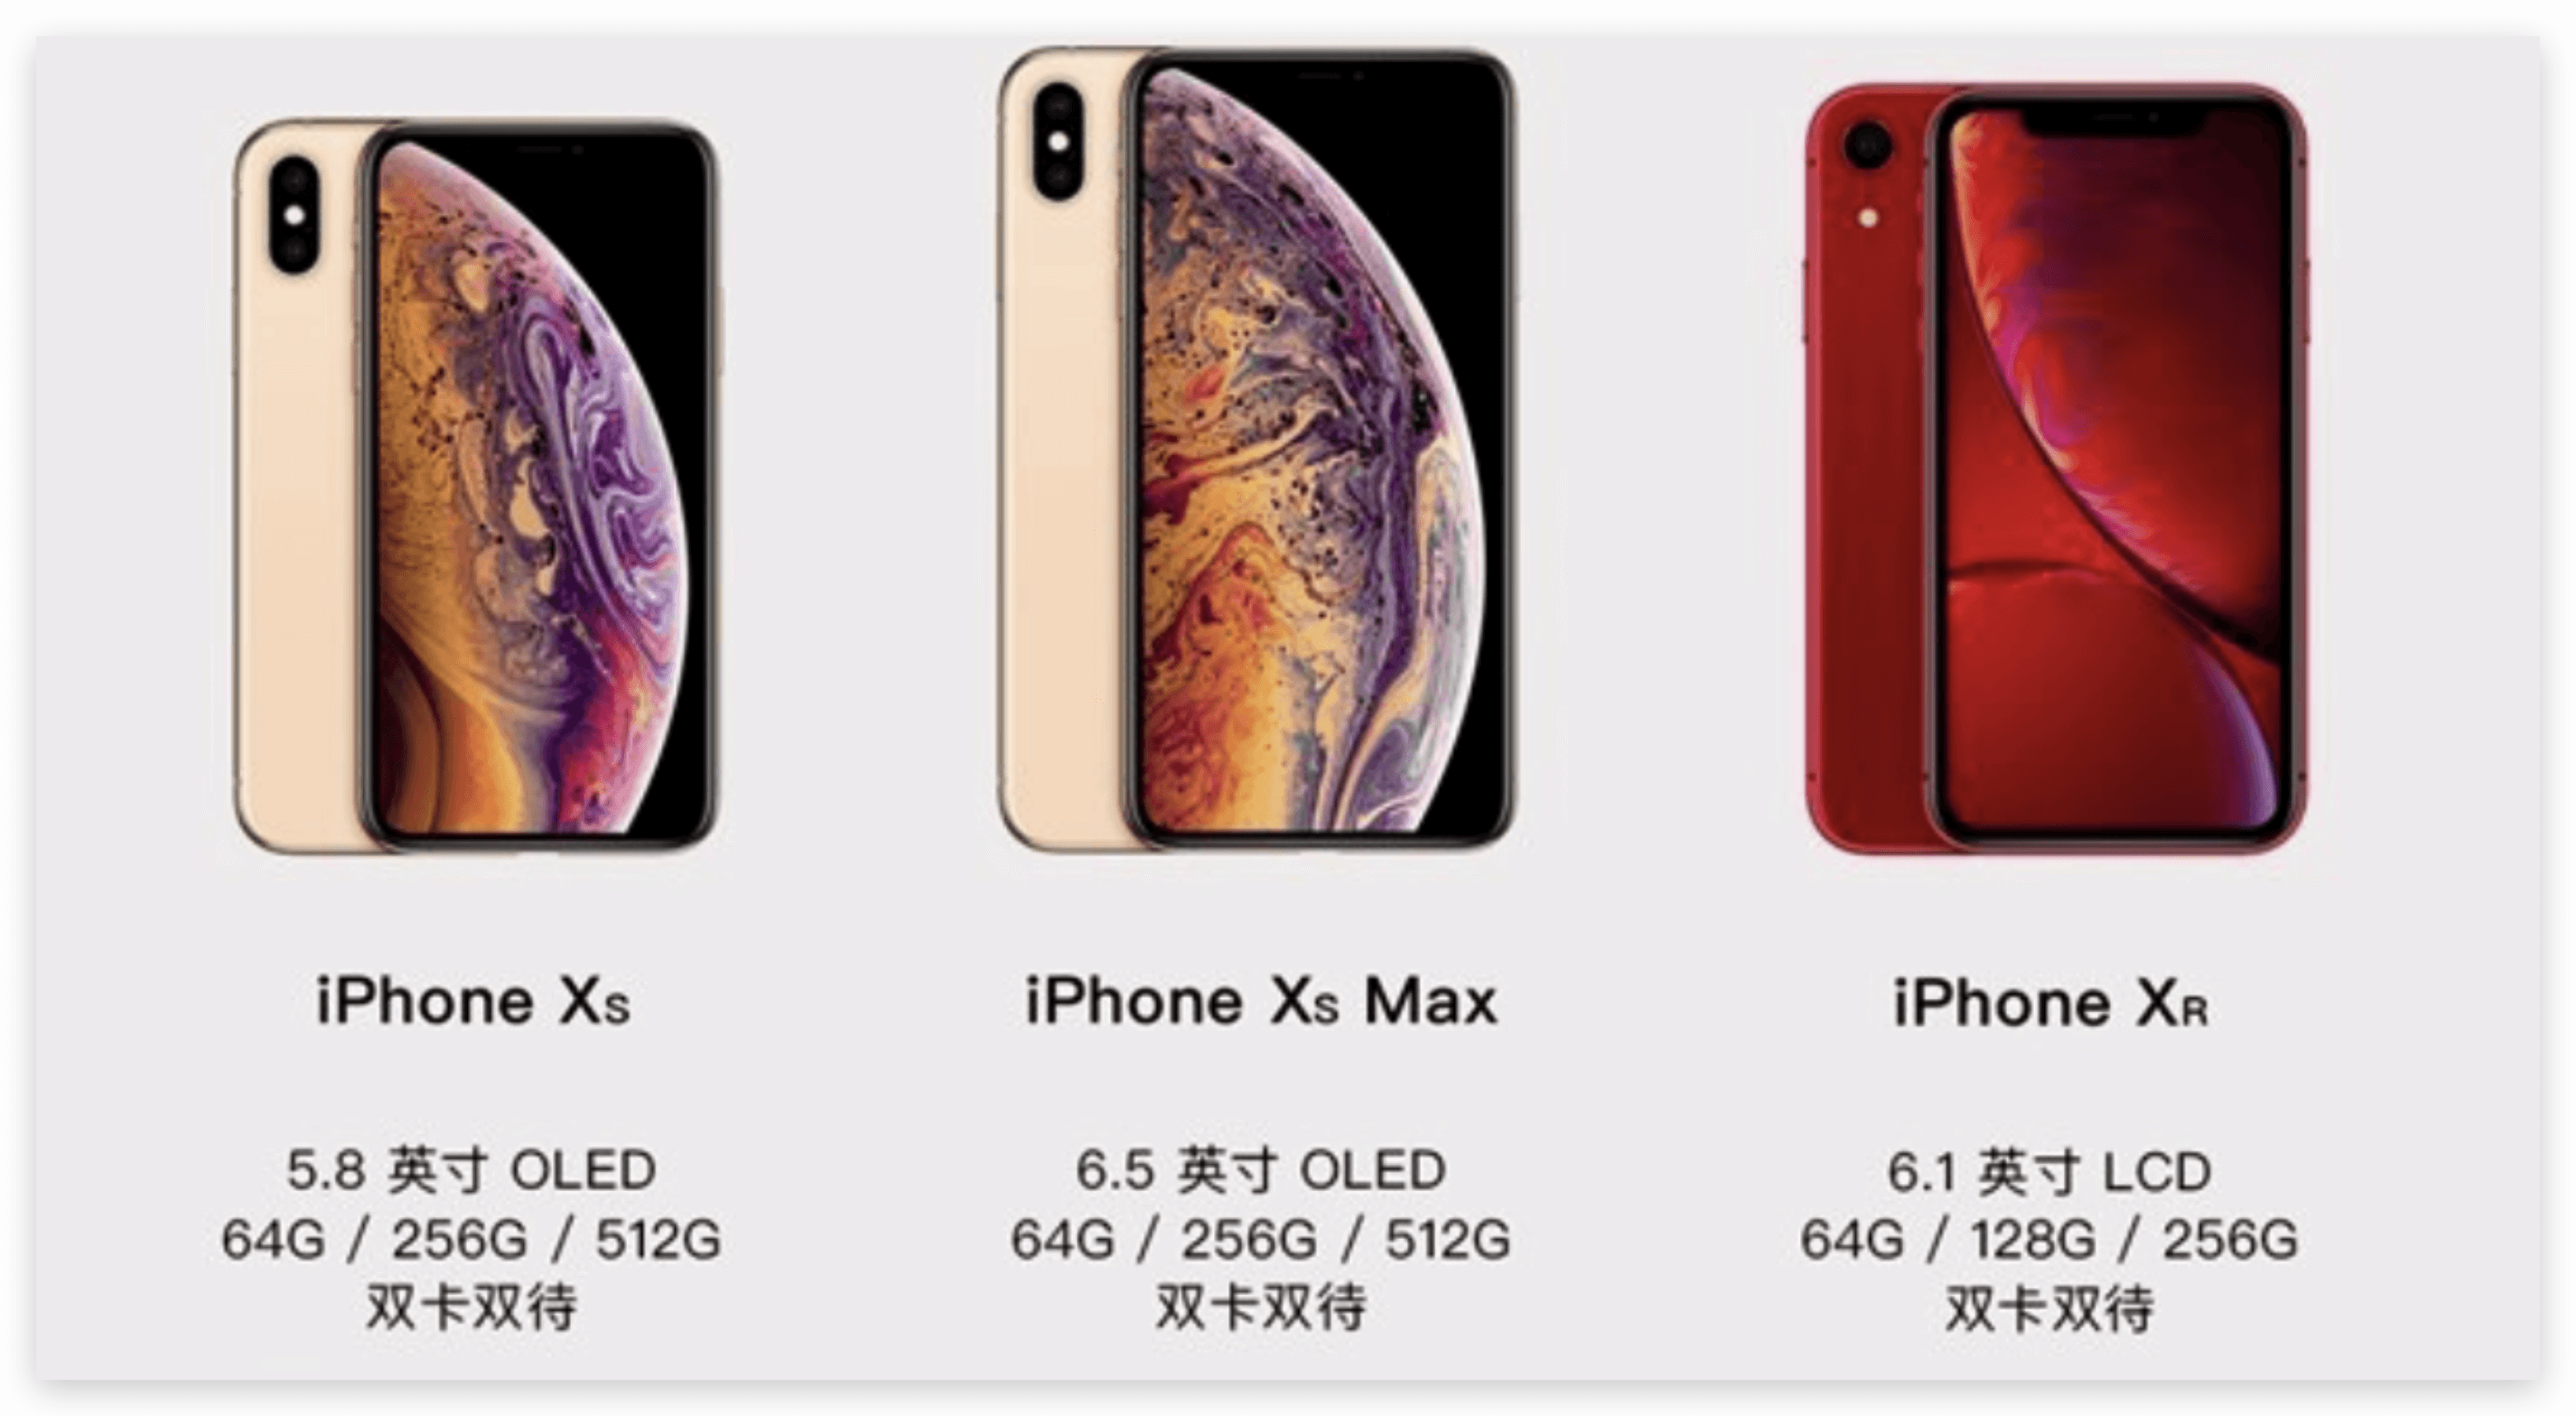 iPhone Xs
iPhone Xs Max
iPhone XR
5.8 英寸 OLED
64G / 256G / 512G
双卡双待
6.5 英寸 OLED
64G / 256G / 512G
双卡双待
6.1 英寸 LCD
64G / 128G / 256G
双卡双待